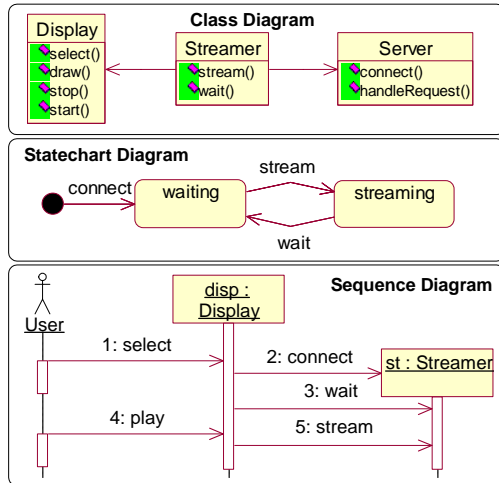 Class Diagram
Display
select()
draw()
stop()
start()
Streamer
stream()
wait()
Server
connect()
handleRequest()
Statechart Diagram
connect
waiting
stream
streaming
wait
Sequence Diagram
User
disp :
Display
st : Streamer
1: select
2: connect
3: wait
4: play
5: stream